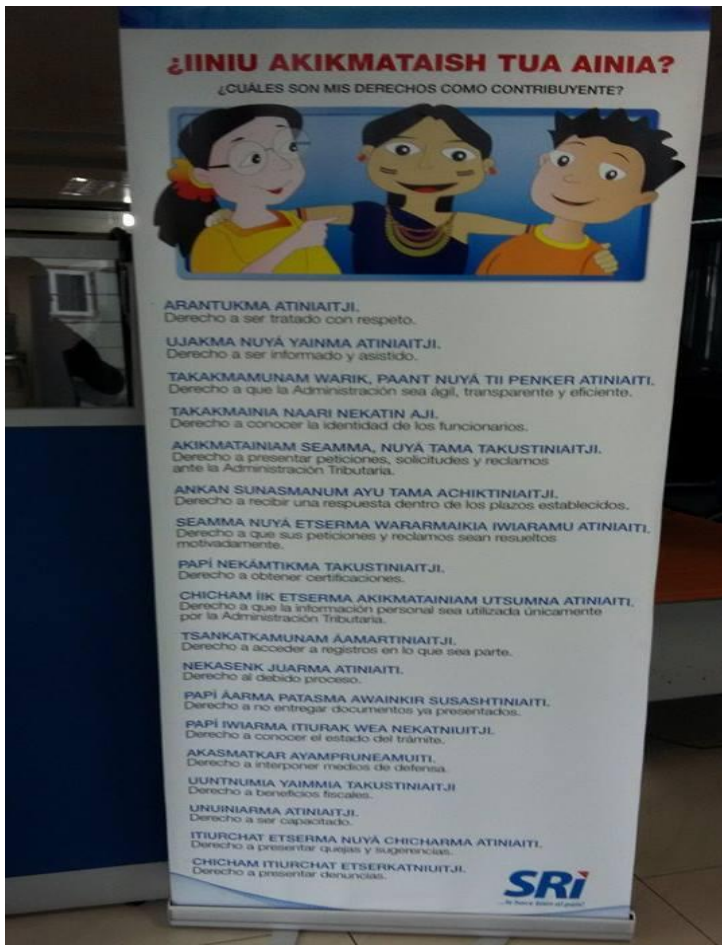 ¿IINIU AKIKMATAISH TUA AINIA?
¿CUÁLES SON MIS DERECHOS COMO CONTRIBUYENTE?
ARANTUKMA ATINIAITJI.
Derecho a ser tratado con respeto.
UJAKMA NUYÁ YAINMA ATINIAITJI.
Derecho a ser informado y asistido.
TAKAKMAMUNAM WARIK, PAANT NUYÁ TII PENKER ATINIAITI.
Derecho a que la Administración sea ágil, transparente y eficiente.
TAKAKMAINIA NAARI NEKATIN AJI.
Derecho a conocer la identidad de los funcionarios.
AKIKMATAINIAM SEAMMA, NUYÁ TAMA TAKUSTINIAITJI.
Derecho a presentar peticiones, solicitudes y reclamos
ante la Administración Tributaria.
ANKAN SUNASMANUM AYU TAMA ACHIKTINIAITJI.
Derecho a recibir una respuesta dentro de los plazos establecidos.
SEAMMA NUYÁ ETSERMA WARARMAIKIA IWIARAMU ATINIAITI.
Derecho a que sus peticiones y reclamos sean resueltos
motivadamente.
PAPÍ NEKÁMTIKMA TAKUSTINIAITJI.
Derecho a obtener certificaciones.
CHICHAM ÍIK ETSERMA AKIKMATAINIAM UTSUMNA ATINIAITI.
Derecho a que la información personal sea utilizada únicamente
por la Administración Tributaria.
TSANKATKAMUNAM ÁAMARTINIAITJI.
Derecho a acceder a registros en lo que sea parte.
NEKASENK JUARMA ATINIAITI.
Derecho al debido proceso.
PAPÍ ÁARMA PATASMA AWAINKIR SUSASHTINIAITI.
Derecho a no entregar documentos ya presentados.
PAPÍ IWIARMA ITIURAK WEA NEKATNIUITJI.
Derecho a conocer el estado del trámite.
AKASMATKAR AYAMPRUNEAMUITI.
Derecho a interponer medios de defensa.
UUNTNUMIA YAIMMIA TAKUSTINIAITJI
Derecho a beneficios fiscales.
UNUINIARMA ATINIAITJI.
Derecho a ser capacitado.
ITIURCHAT ETSERMA NUYÁ CHICHARMA ATINIAITI.
Derecho a presentar quejas y sugerencias.
CHICHAM ITIURCHAT ETSERKATNIUITJI.
Derecho a presentar denuncias.
SRi
...le hace bien al país!